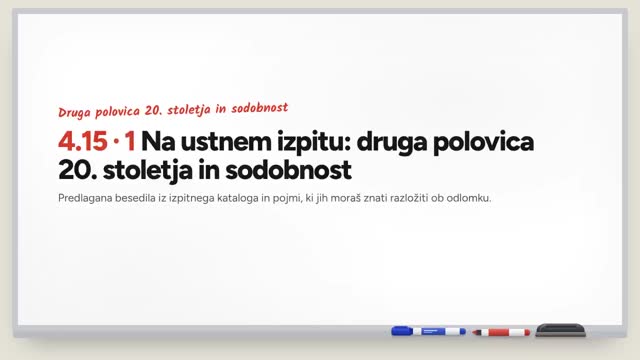 Druga polovica 20. stoletja in sodobnost
4.15 · 1 Na ustnem izpitu: druga polovica
20. stoletja in sodobnost
Predlagana besedila iz izpitnega kataloga in pojmi, ki jih moraš znati razložiti ob odlomku.